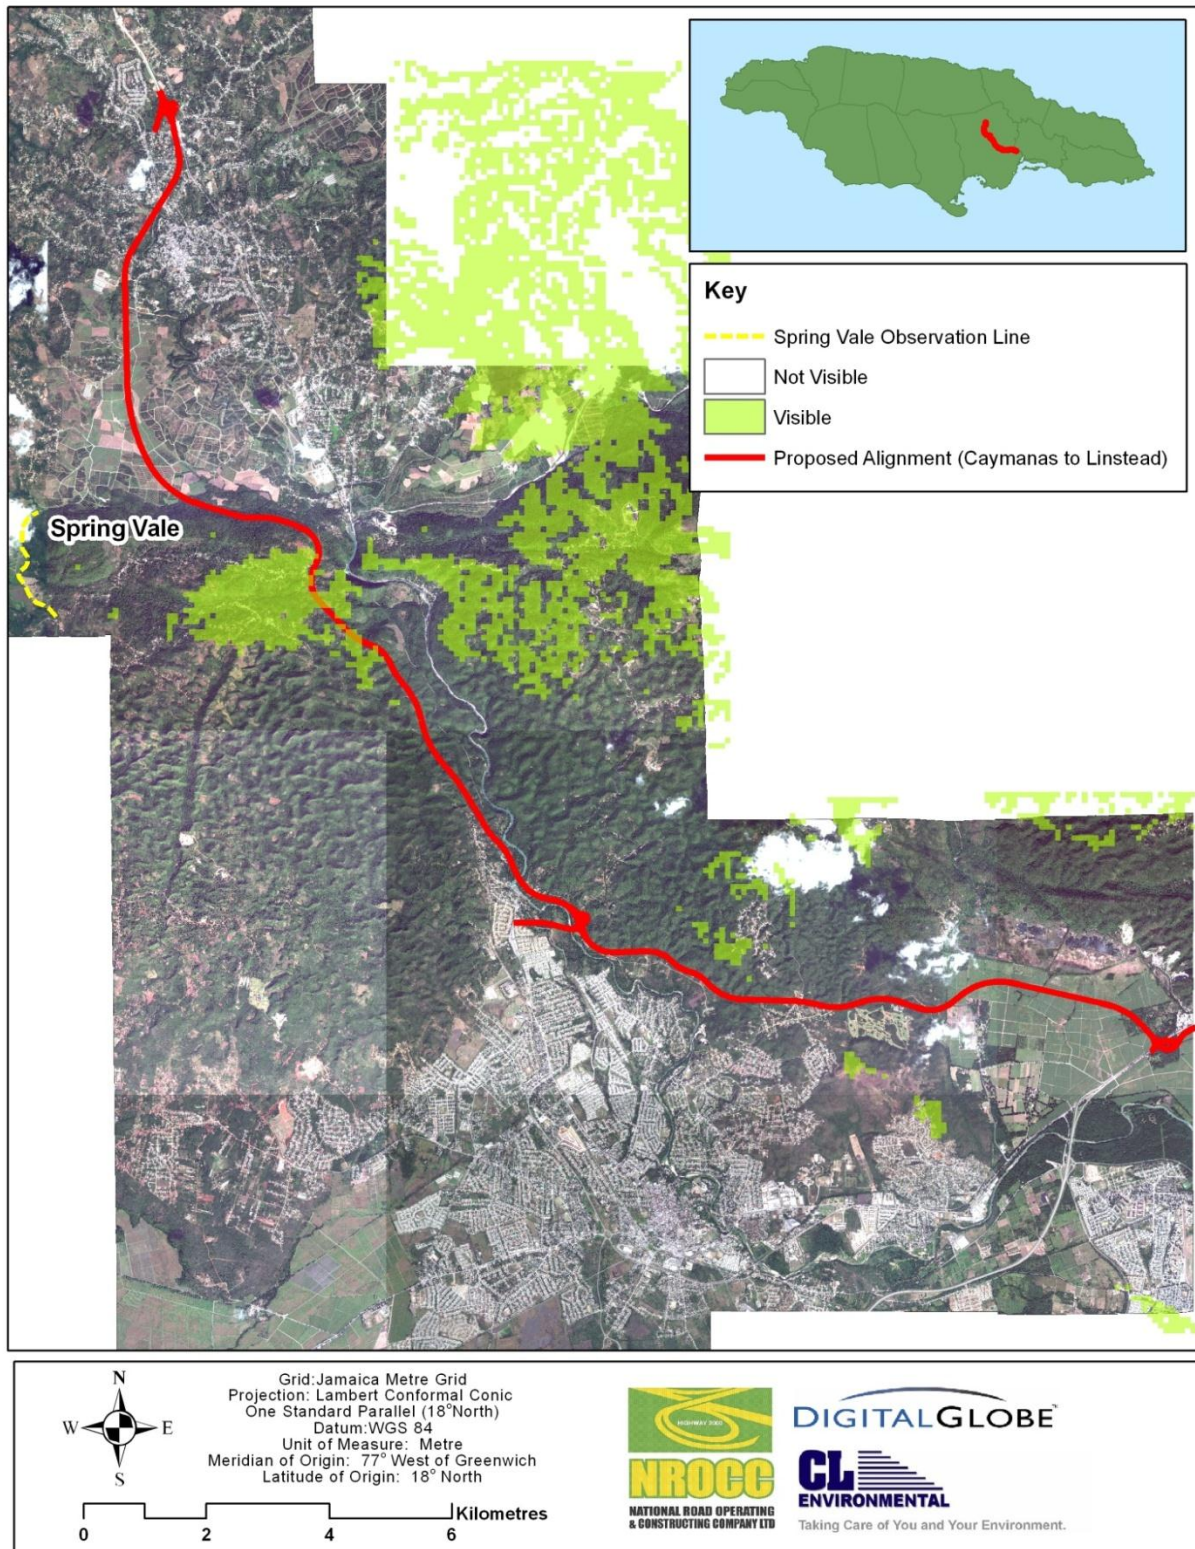 Key
Spring Vale Observation Line
Not Visible
Visible
Proposed Alignment (Caymanas to Linstead)
Spring Vale
N
W E
S
Grid:Jamaica Metre Grid
Projection: Lambert Conformal Conic
One Standard Parallel (18°North)
Datum:WGS 84
Unit of Measure: Metre
Meridian of Origin: 77° West of Greenwich
Latitude of Origin: 18° North
Kilometres
0 2 4 6
HIGHWAY 2000
NROCC
NATIONAL ROAD OPERATING
& CONSTRUCTING COMPANY LTD
DIGITALGLOBE
CL
ENVIRONMENTAL
Taking Care of You and Your Environment.